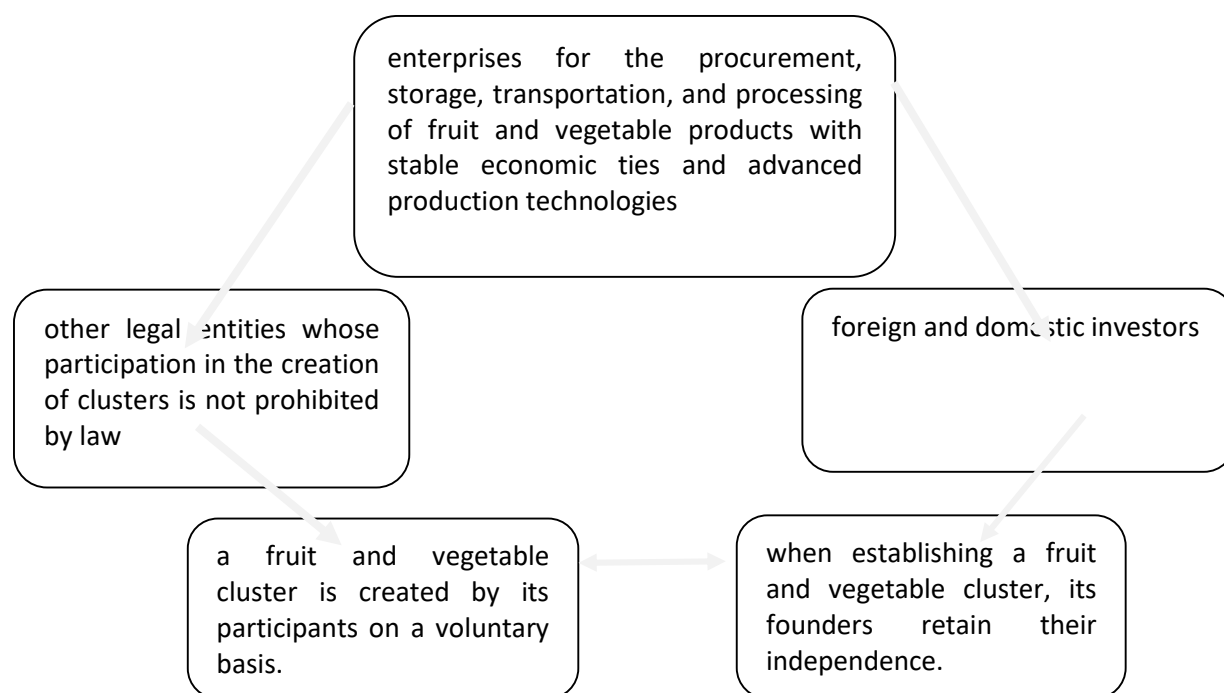 enterprises for the procurement,
storage, transportation, and processing
of fruit and vegetable products with
stable economic ties and advanced
production technologies
other legal entities whose
participation in the creation
of clusters is not prohibited
by law
foreign and domestic investors
a fruit and vegetable
cluster is created by its
participants on a voluntary
basis.
when establishing a fruit
and vegetable cluster, its
founders retain their
independence.